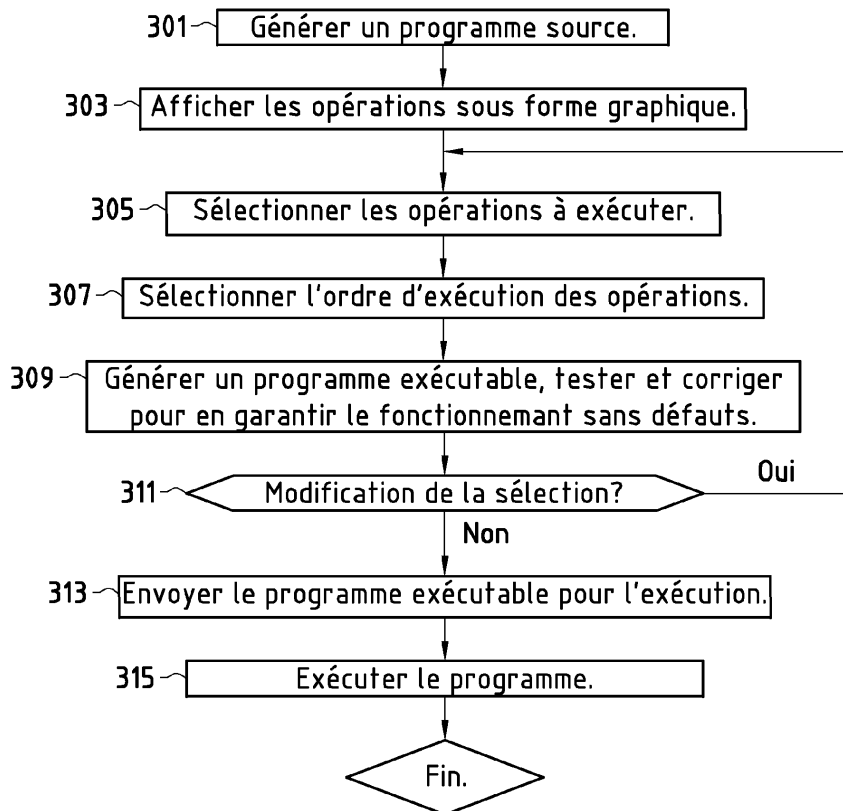 301 Générer un programme source.
303 Afficher les opérations sous forme graphique.
305 Sélectionner les opérations à exécuter.
307 Sélectionner l'ordre d'exécution des opérations.
309 Générer un programme exécutable, tester et corriger
pour en garantir le fonctionnemant sans défauts.
311 Modification de la sélection?
Oui
Non
313 Envoyer le programme exécutable pour l'exécution.
315 Exécuter le programme.
Fin.